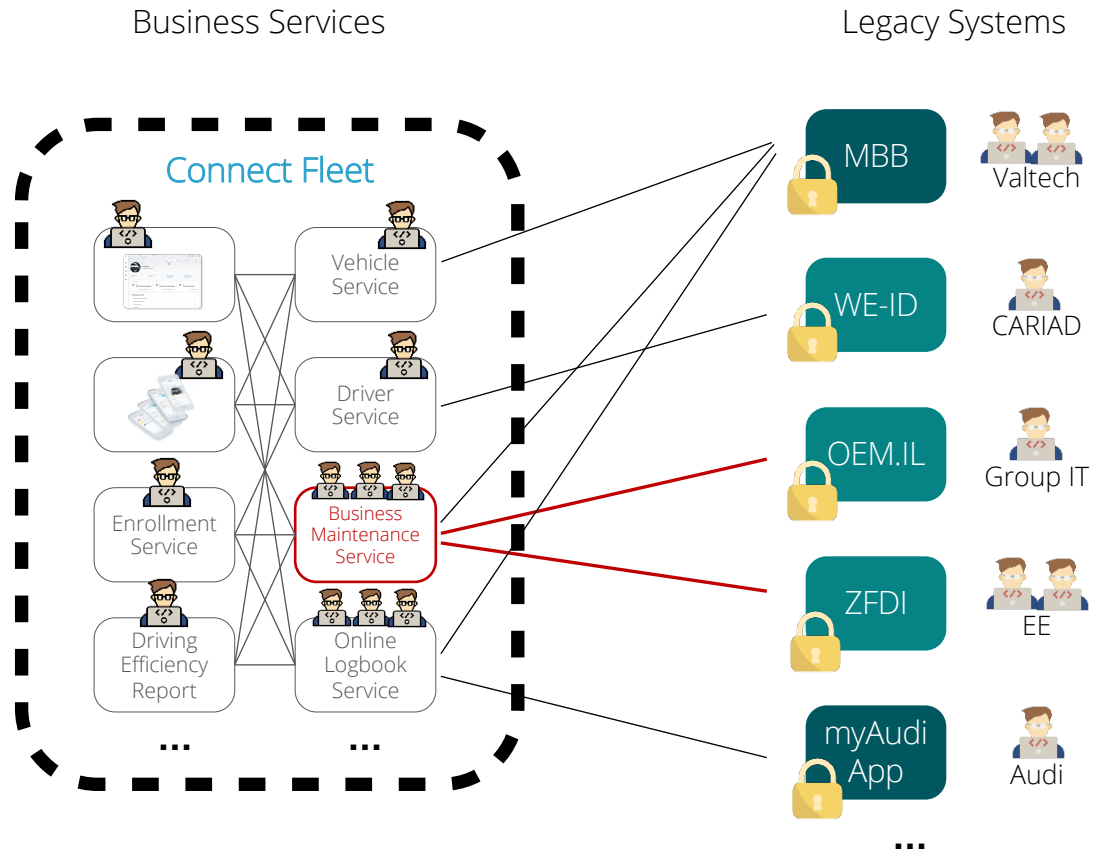 Business Services
Legacy Systems
Connect Fleet
Vehicle
Service
Driver
Service
Enrollment
Service
Business
Maintenance
Service
Driving
Efficiency
Report
Online
Logbook
Service
...
...
MBB
Valtech
WE-ID
CARIAD
OEM.IL
Group IT
ZFDI
EE
myAudi
App
Audi
...